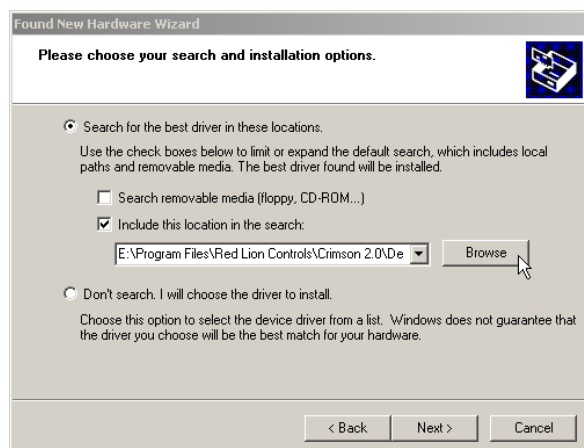 Found New Hardware Wizard
Please choose your search and installation options.
Search for the best driver in these locations.
Use the check boxes below to limit or expand the default search, which includes local
paths and removable media. The best driver found will be installed.
Search removable media (floppy, CD-ROM...)
Include this location in the search:
E:\Program Files\Red Lion Controls\Crimson 2.0\De
Browse
Don't search. I will choose the driver to install.
Choose this option to select the device driver from a list. Windows does not guarantee that
the driver you choose will be the best match for your hardware.
< Back Next > Cancel